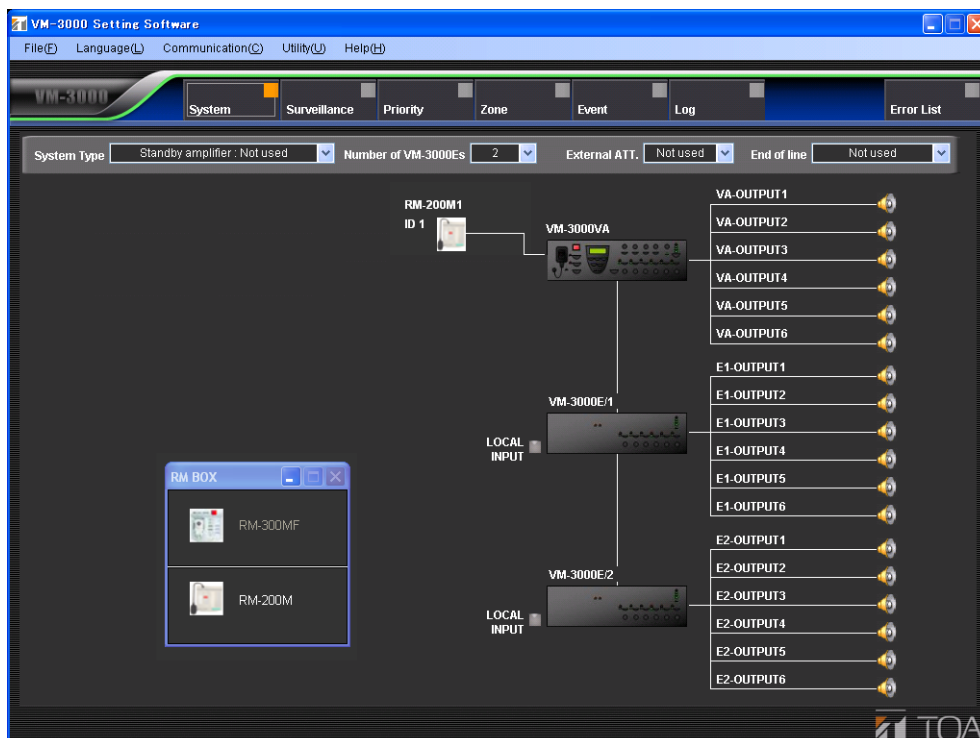 VM-3000 Setting Software
File(F) Language(L) Communication(C) Utility(U) Help(H)
VM-3000
System Surveillance Priority Zone Event Log Error List
System Type Standby amplifier : Not used Number of VM-3000Es 2 External ATT. Not used End of line Not used
RM-200M1
ID 1
VM-3000VA
VA-OUTPUT1
VA-OUTPUT2
VA-OUTPUT3
VA-OUTPUT4
VA-OUTPUT5
VA-OUTPUT6
VM-3000E/1
LOCAL
INPUT
E1-OUTPUT1
E1-OUTPUT2
E1-OUTPUT3
E1-OUTPUT4
E1-OUTPUT5
E1-OUTPUT6
RM BOX
RM-300MF
RM-200M
VM-3000E/2
LOCAL
INPUT
E2-OUTPUT1
E2-OUTPUT2
E2-OUTPUT3
E2-OUTPUT4
E2-OUTPUT5
E2-OUTPUT6
TOA